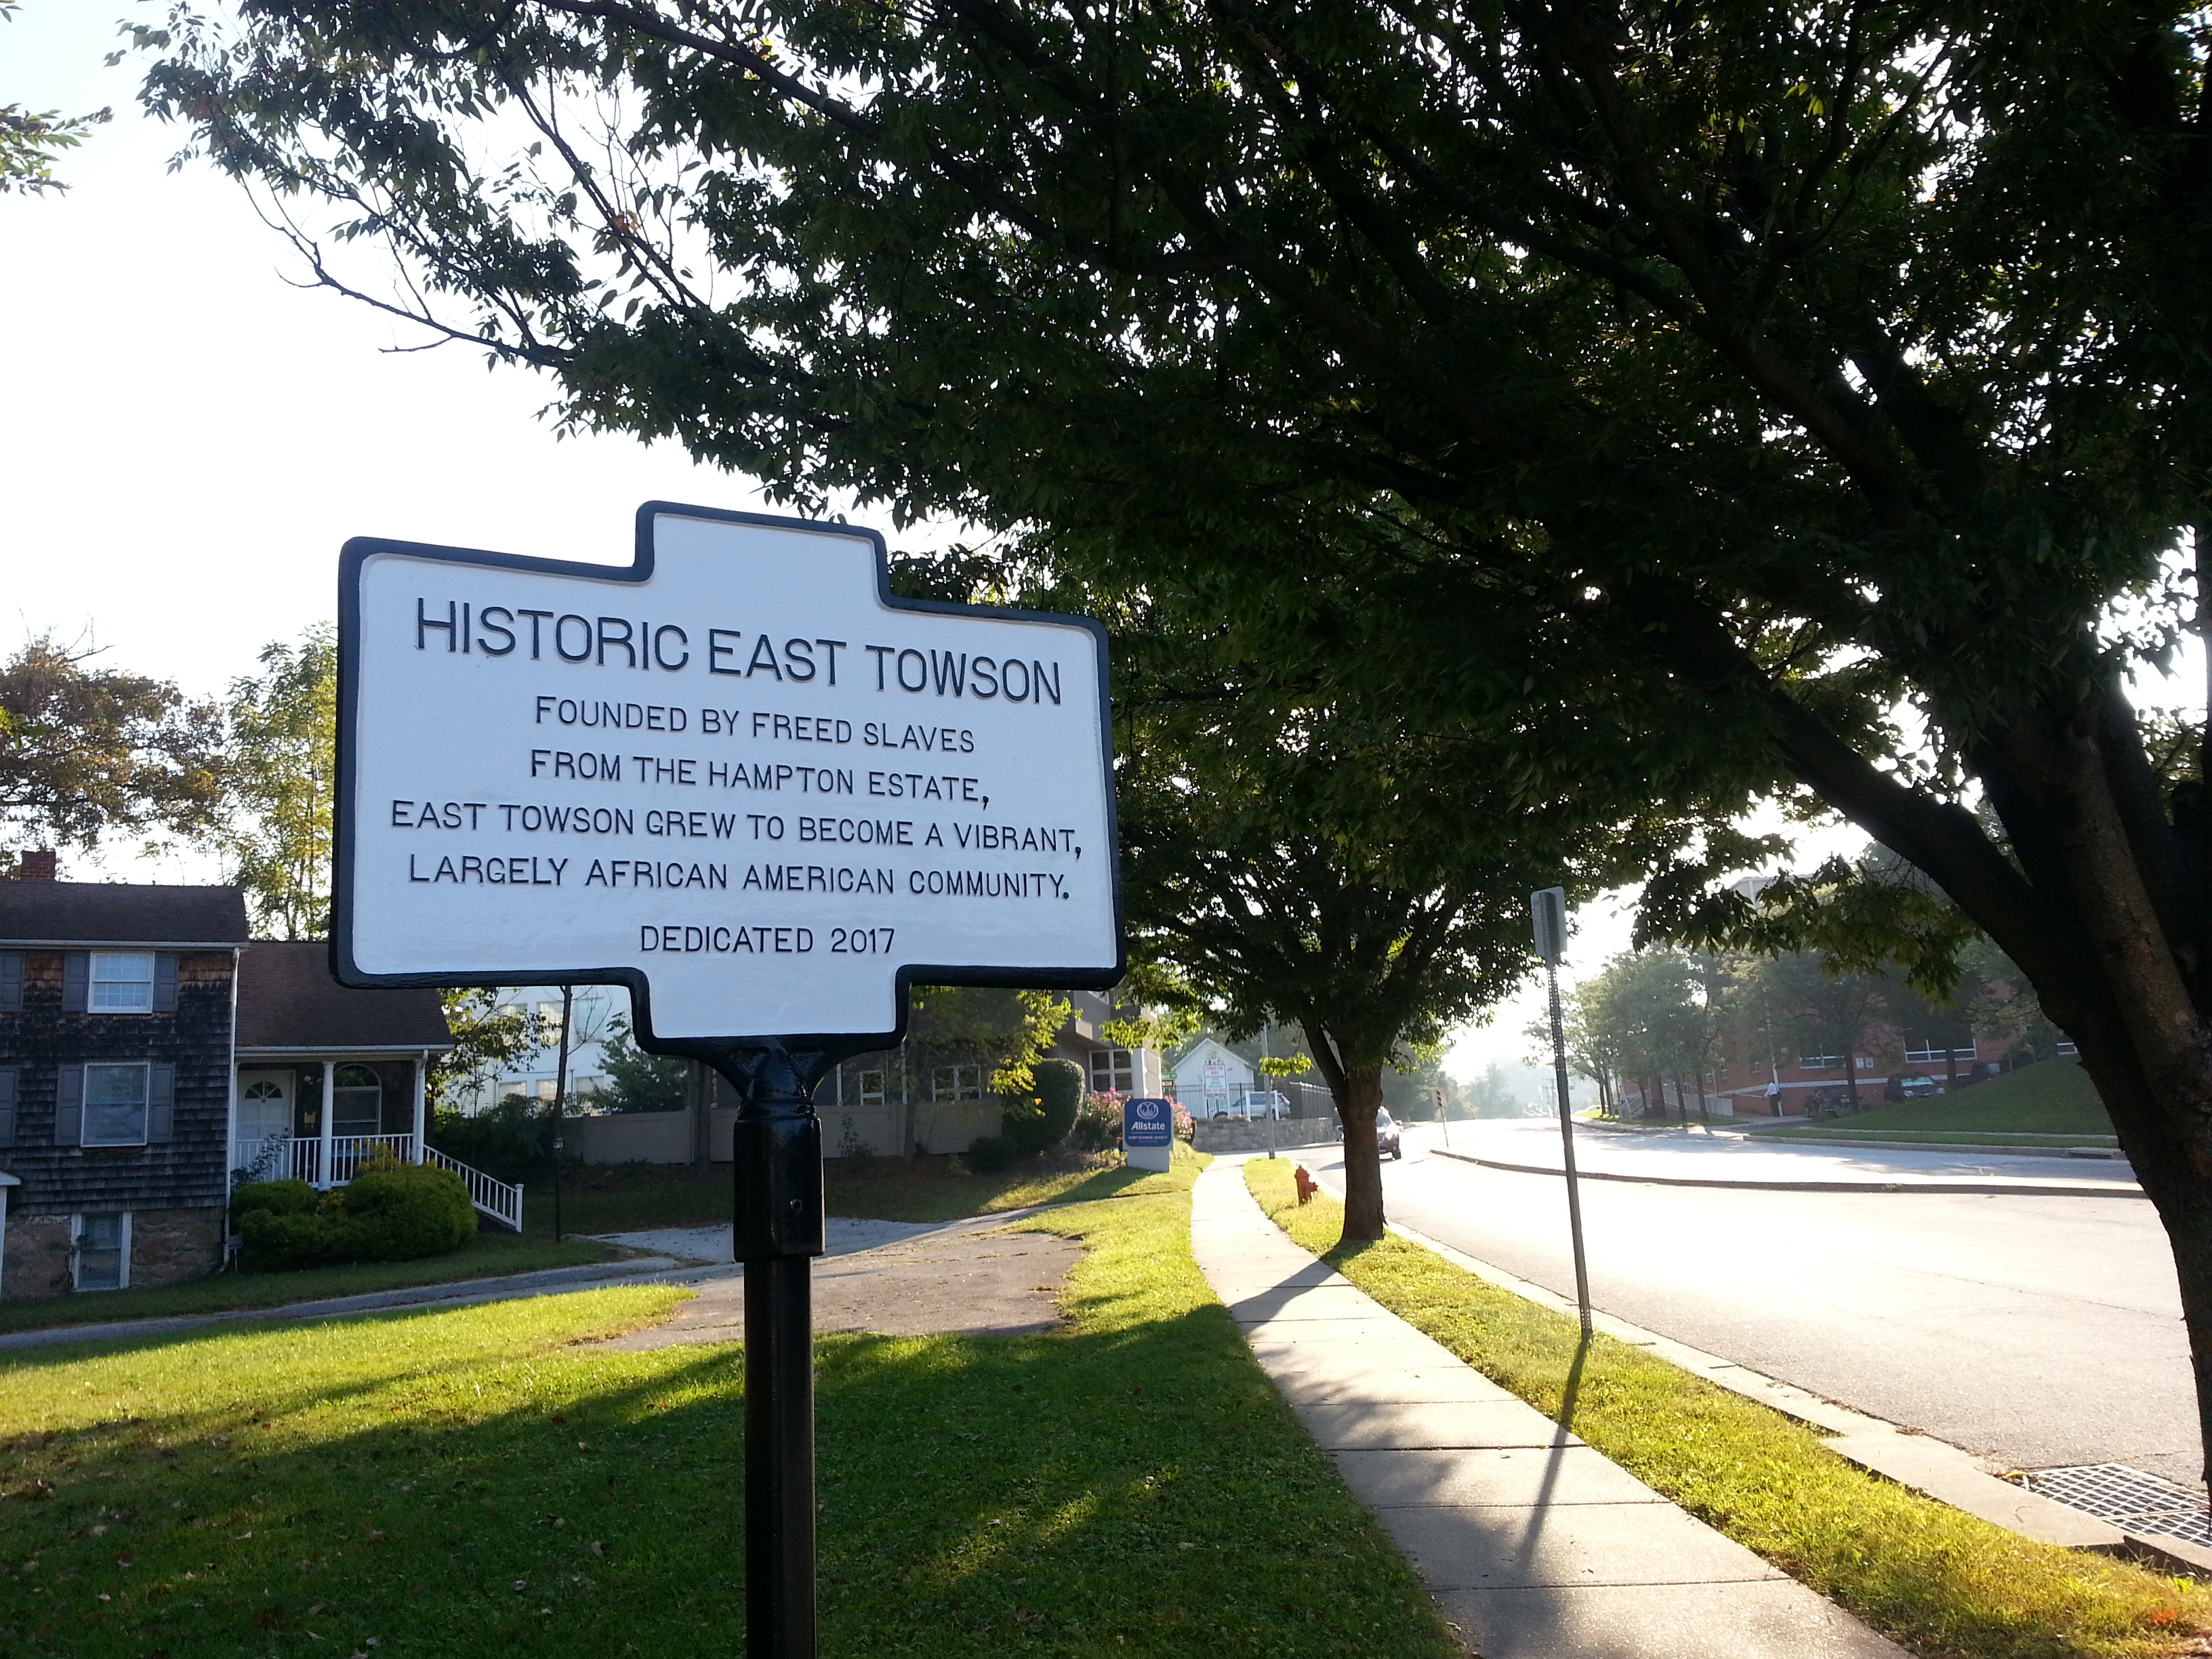 HISTORIC EAST TOWSON
FOUNDED BY FREED SLAVES
FROM THE HAMPTON ESTATE,
EAST TOWSON GREW TO BECOME A VIBRANT,
LARGELY AFRICAN AMERICAN COMMUNITY.
DEDICATED 2017
Allstate